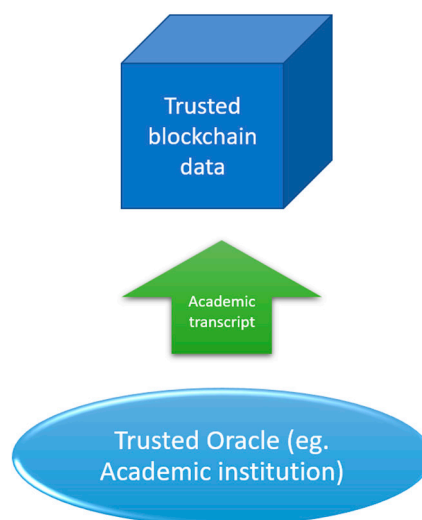 Trusted
blockchain
data
Academic
transcript
Trusted Oracle (eg.
Academic institution)